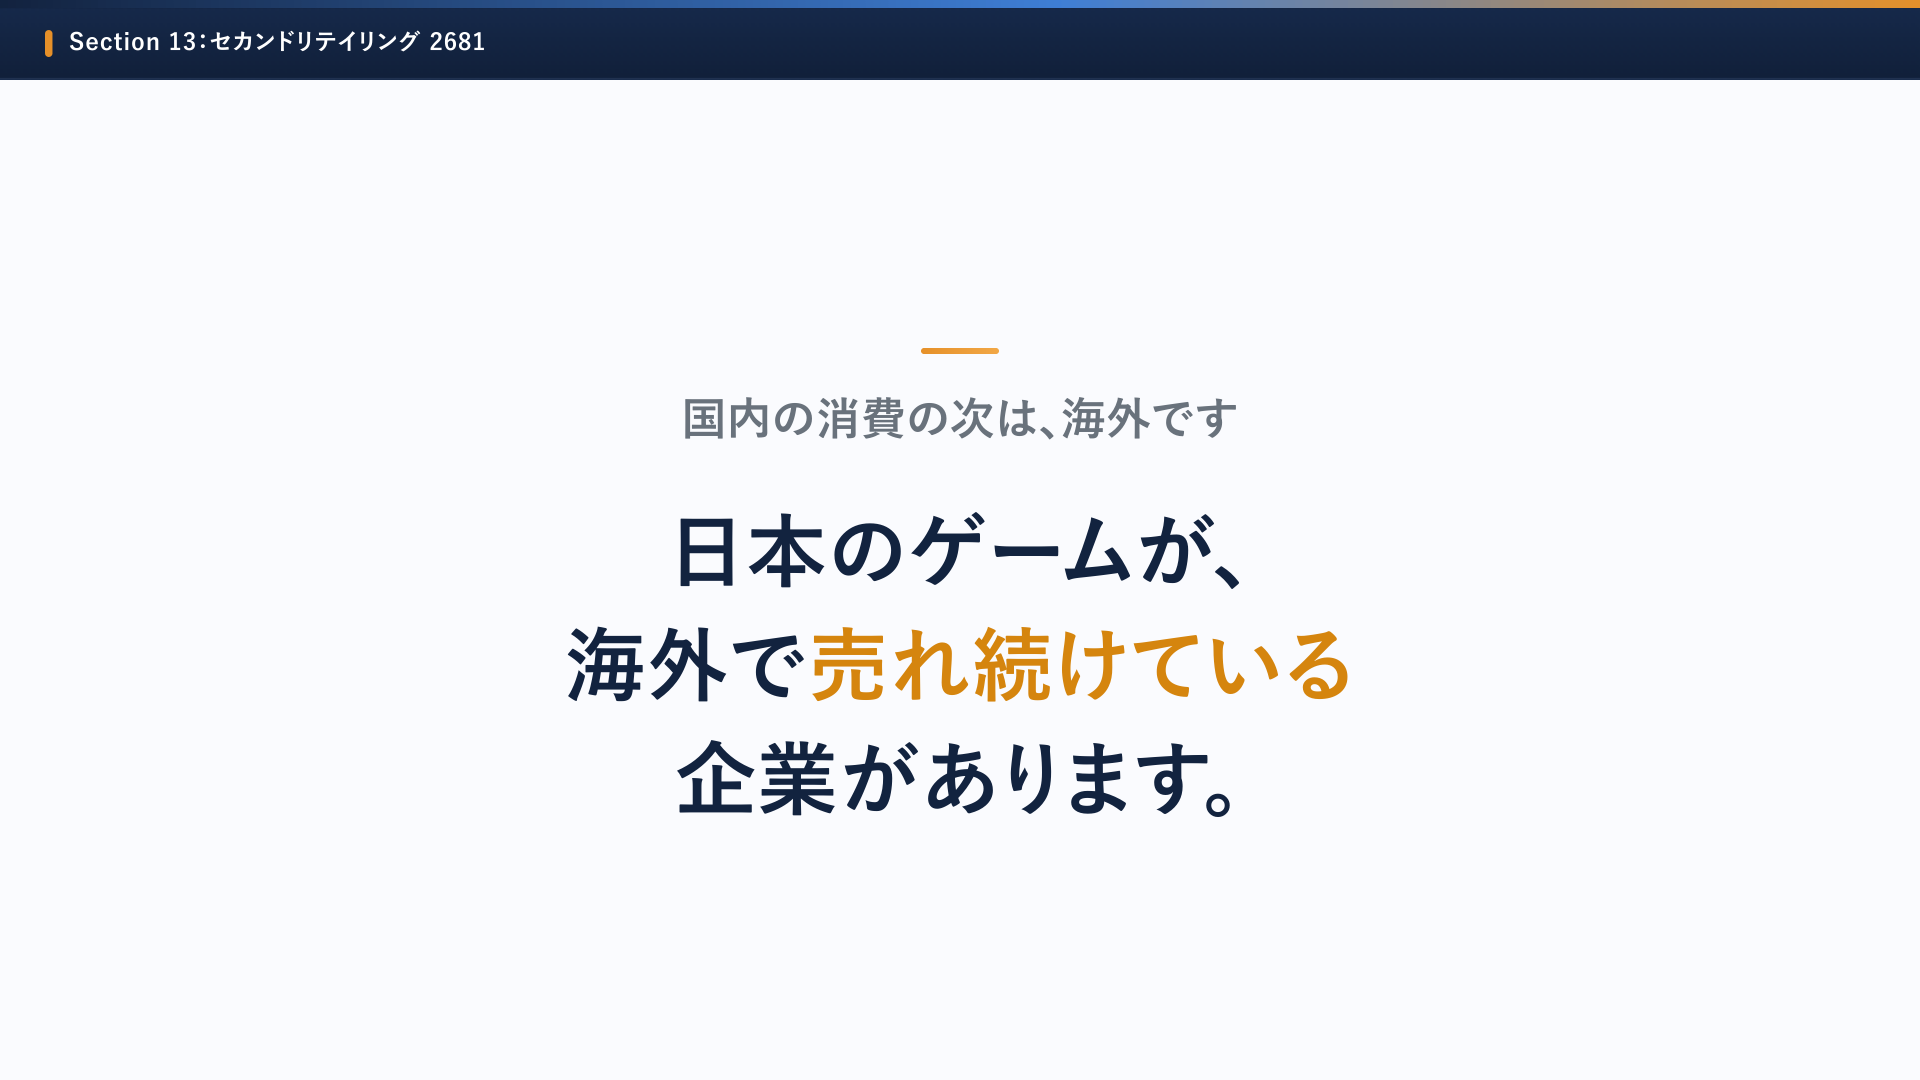 Section 13：セカンドリテイリング 2681
国内の消費の次は、海外です
日本のゲームが、
海外で売れ続けている
企業があります。